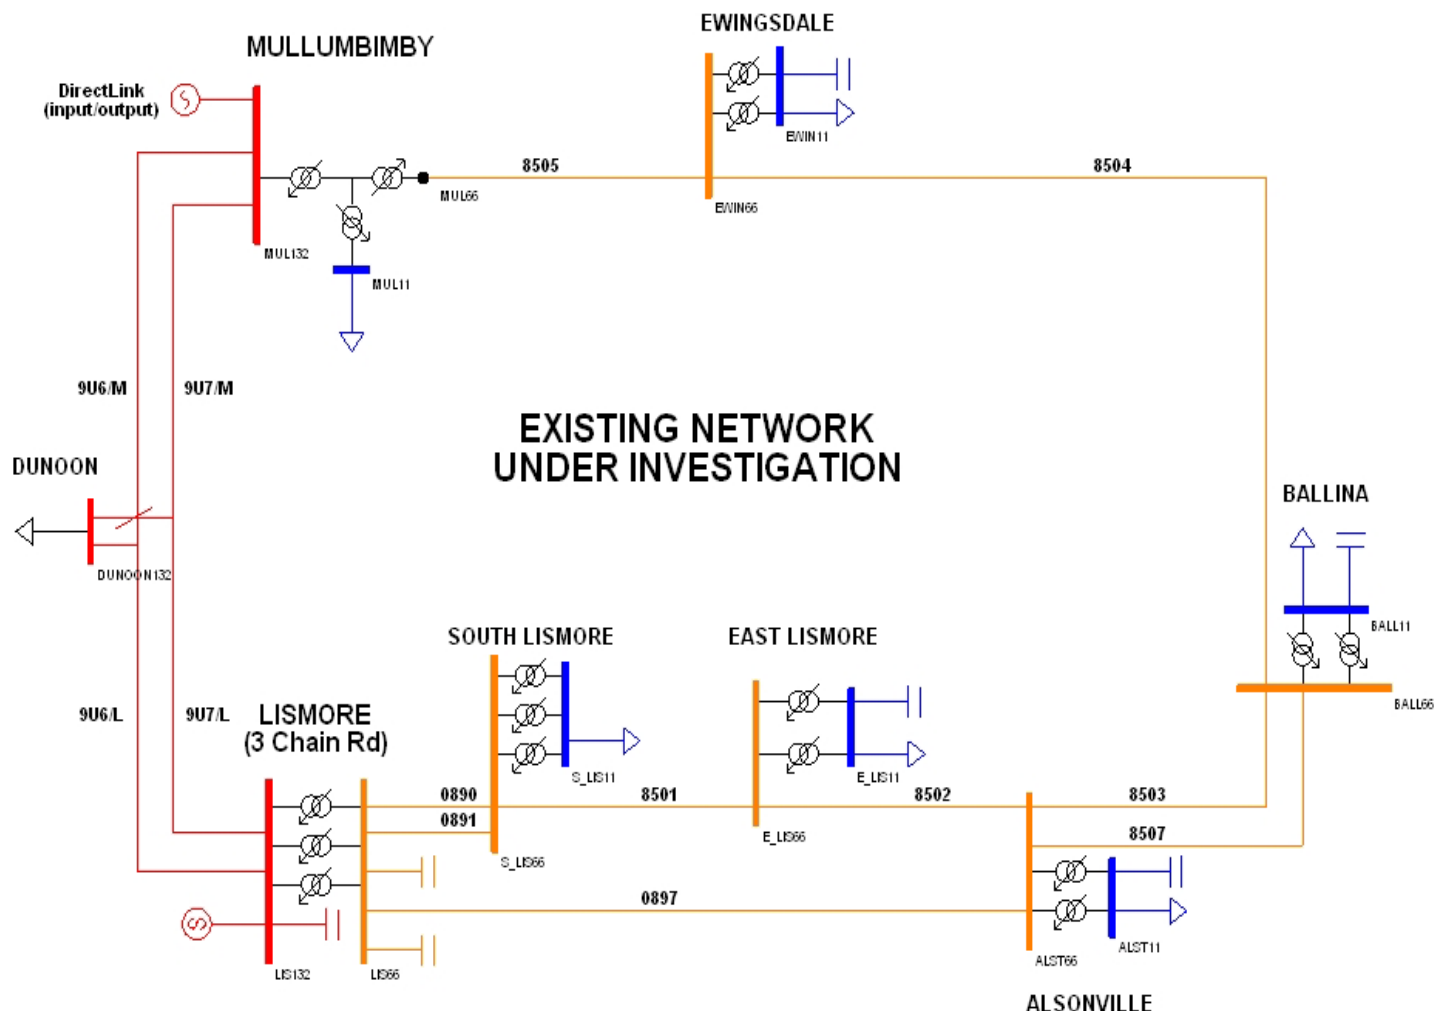 EWINGSDALE
MULLUMBIMBY
DirectLink
(input/output)
EWIN11
8505
8504
MUL66
EWIN66
MUL132
MUL11
9U6/M
9U7/M
EXISTING NETWORK
UNDER INVESTIGATION
DUNOON
BALLINA
DUNOON132
BALL11
SOUTH LISMORE
EAST LISMORE
BALL66
9U6/L
9U7/L
LISMORE
(3 Chain Rd)
S_LIS11
E_LIS11
0890
8501
8502
8503
0891
8507
E_LIS66
S_LIS66
0897
ALST11
ALST66
LIS132
LIS66
ALSONVILLE